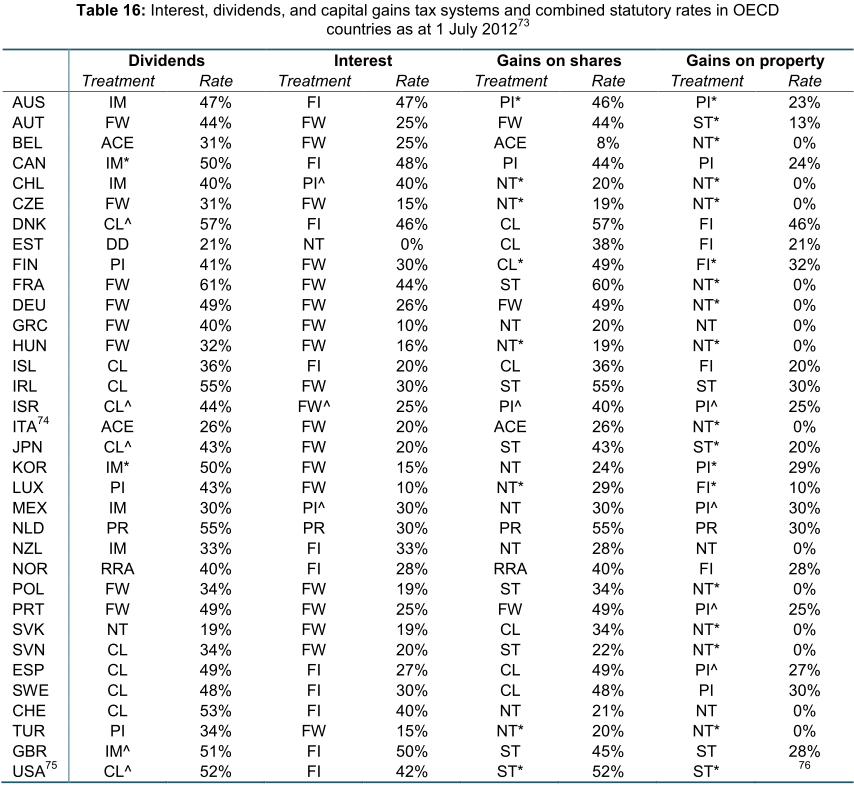 Table 16: Interest, dividends, and capital gains tax systems and combined statutory rates in OECD
countries as at 1 July 2012⁷³
Dividends Interest Gains on shares Gains on property
Treatment Rate Treatment Rate Treatment Rate Treatment Rate
AUS IM 47% FI 47% PI* 46% PI* 23%
AUT FW 44% FW 25% FW 44% ST* 13%
BEL ACE 31% FW 25% ACE 8% NT* 0%
CAN IM* 50% FI 48% PI 44% PI 24%
CHL IM 40% PI^ 40% NT* 20% NT* 0%
CZE FW 31% FW 15% NT* 19% NT* 0%
DNK CL^ 57% FI 46% CL 57% FI 46%
EST DD 21% NT 0% CL 38% FI 21%
FIN PI 41% FW 30% CL* 49% FI* 32%
FRA FW 61% FW 44% ST 60% NT* 0%
DEU FW 49% FW 26% FW 49% NT* 0%
GRC FW 40% FW 10% NT 20% NT 0%
HUN FW 32% FW 16% NT* 19% NT* 0%
ISL CL 36% FI 20% CL 36% FI 20%
IRL CL 55% FW 30% ST 55% ST 30%
ISR CL^ 44% FW^ 25% PI^ 40% PI^ 25%
ITA⁷⁴ ACE 26% FW 20% ACE 26% NT* 0%
JPN CL^ 43% FW 20% ST 43% ST* 20%
KOR IM* 50% FW 15% NT 24% PI* 29%
LUX PI 43% FW 10% NT* 29% FI* 10%
MEX IM 30% PI^ 30% NT 30% PI^ 30%
NLD PR 55% PR 30% PR 55% PR 30%
NZL IM 33% FI 33% NT 28% NT 0%
NOR RRA 40% FI 28% RRA 40% FI 28%
POL FW 34% FW 19% ST 34% NT* 0%
PRT FW 49% FW 25% FW 49% PI^ 25%
SVK NT 19% FW 19% CL 34% NT* 0%
SVN CL 34% FW 20% ST 22% NT* 0%
ESP CL 49% FI 27% CL 49% PI^ 27%
SWE CL 48% FI 30% CL 48% PI 30%
CHE CL 53% FI 40% NT 21% NT 0%
TUR PI 34% FW 15% NT* 20% NT* 0%
GBR IM^ 51% FI 50% ST 45% ST 28%
USA⁷⁵ CL^ 52% FI 42% ST* 52% ST* ⁷⁶